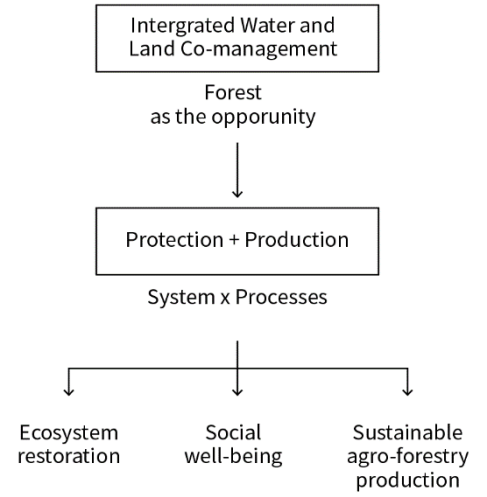 Intergrated Water and
Land Co-management
Forest
as the opporunity
Protection + Production
System x Processes
Ecosystem
restoration
Social
well-being
Sustainable
agro-forestry
production